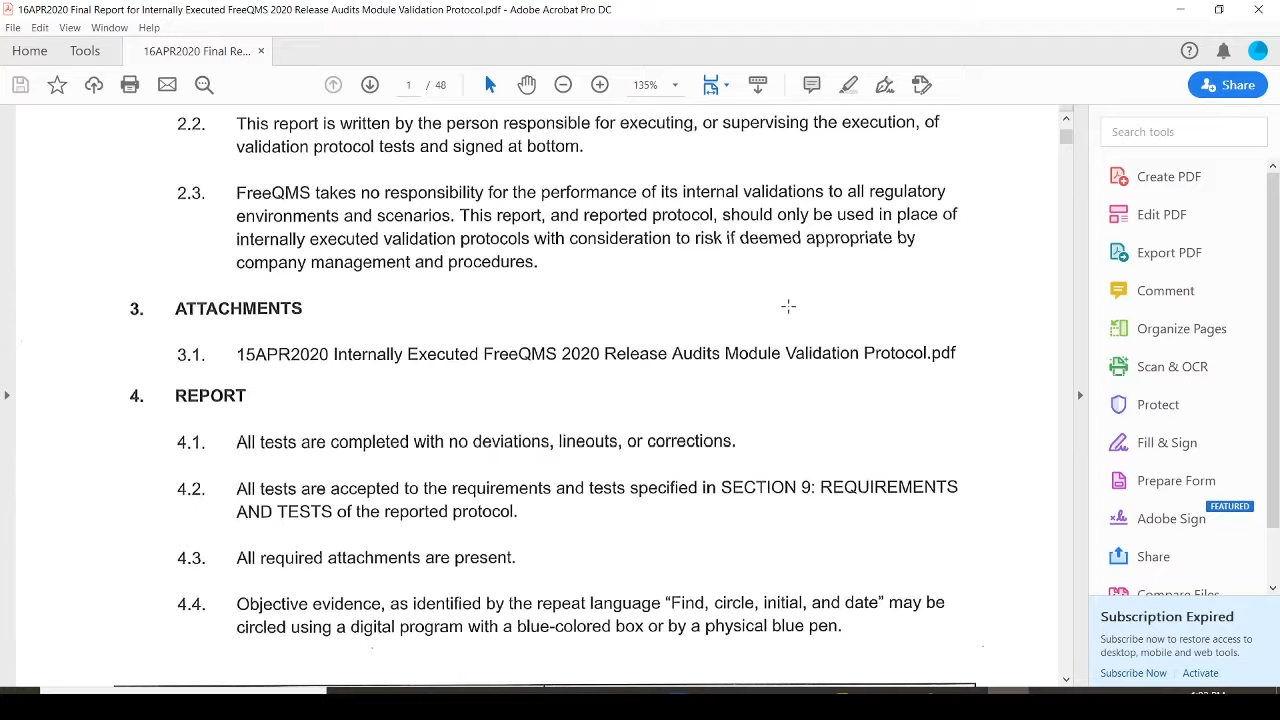 16APR2020 Final Report for Internally Executed FreeQMS 2020 Release Audits Module Validation Protocol.pdf - Adobe Acrobat Pro DC
File Edit View Window Help
Home Tools 16APR2020 Final Re... ×
1 / 48 135% Share
2.2. This report is written by the person responsible for executing, or supervising the execution, of
validation protocol tests and signed at bottom.
2.3. FreeQMS takes no responsibility for the performance of its internal validations to all regulatory
environments and scenarios. This report, and reported protocol, should only be used in place of
internally executed validation protocols with consideration to risk if deemed appropriate by
company management and procedures.
3. ATTACHMENTS
3.1. 15APR2020 Internally Executed FreeQMS 2020 Release Audits Module Validation Protocol.pdf
4. REPORT
4.1. All tests are completed with no deviations, lineouts, or corrections.
4.2. All tests are accepted to the requirements and tests specified in SECTION 9: REQUIREMENTS
AND TESTS of the reported protocol.
4.3. All required attachments are present.
4.4. Objective evidence, as identified by the repeat language “Find, circle, initial, and date” may be
circled using a digital program with a blue-colored box or by a physical blue pen.
Search tools
Create PDF
Edit PDF
Export PDF
Comment
Organize Pages
Scan & OCR
Protect
Fill & Sign
Prepare Form
FEATURED
Adobe Sign
Share
Compare Files
Subscription Expired
Subscribe now to restore access to
desktop, mobile and web tools.
Subscribe Now Activate